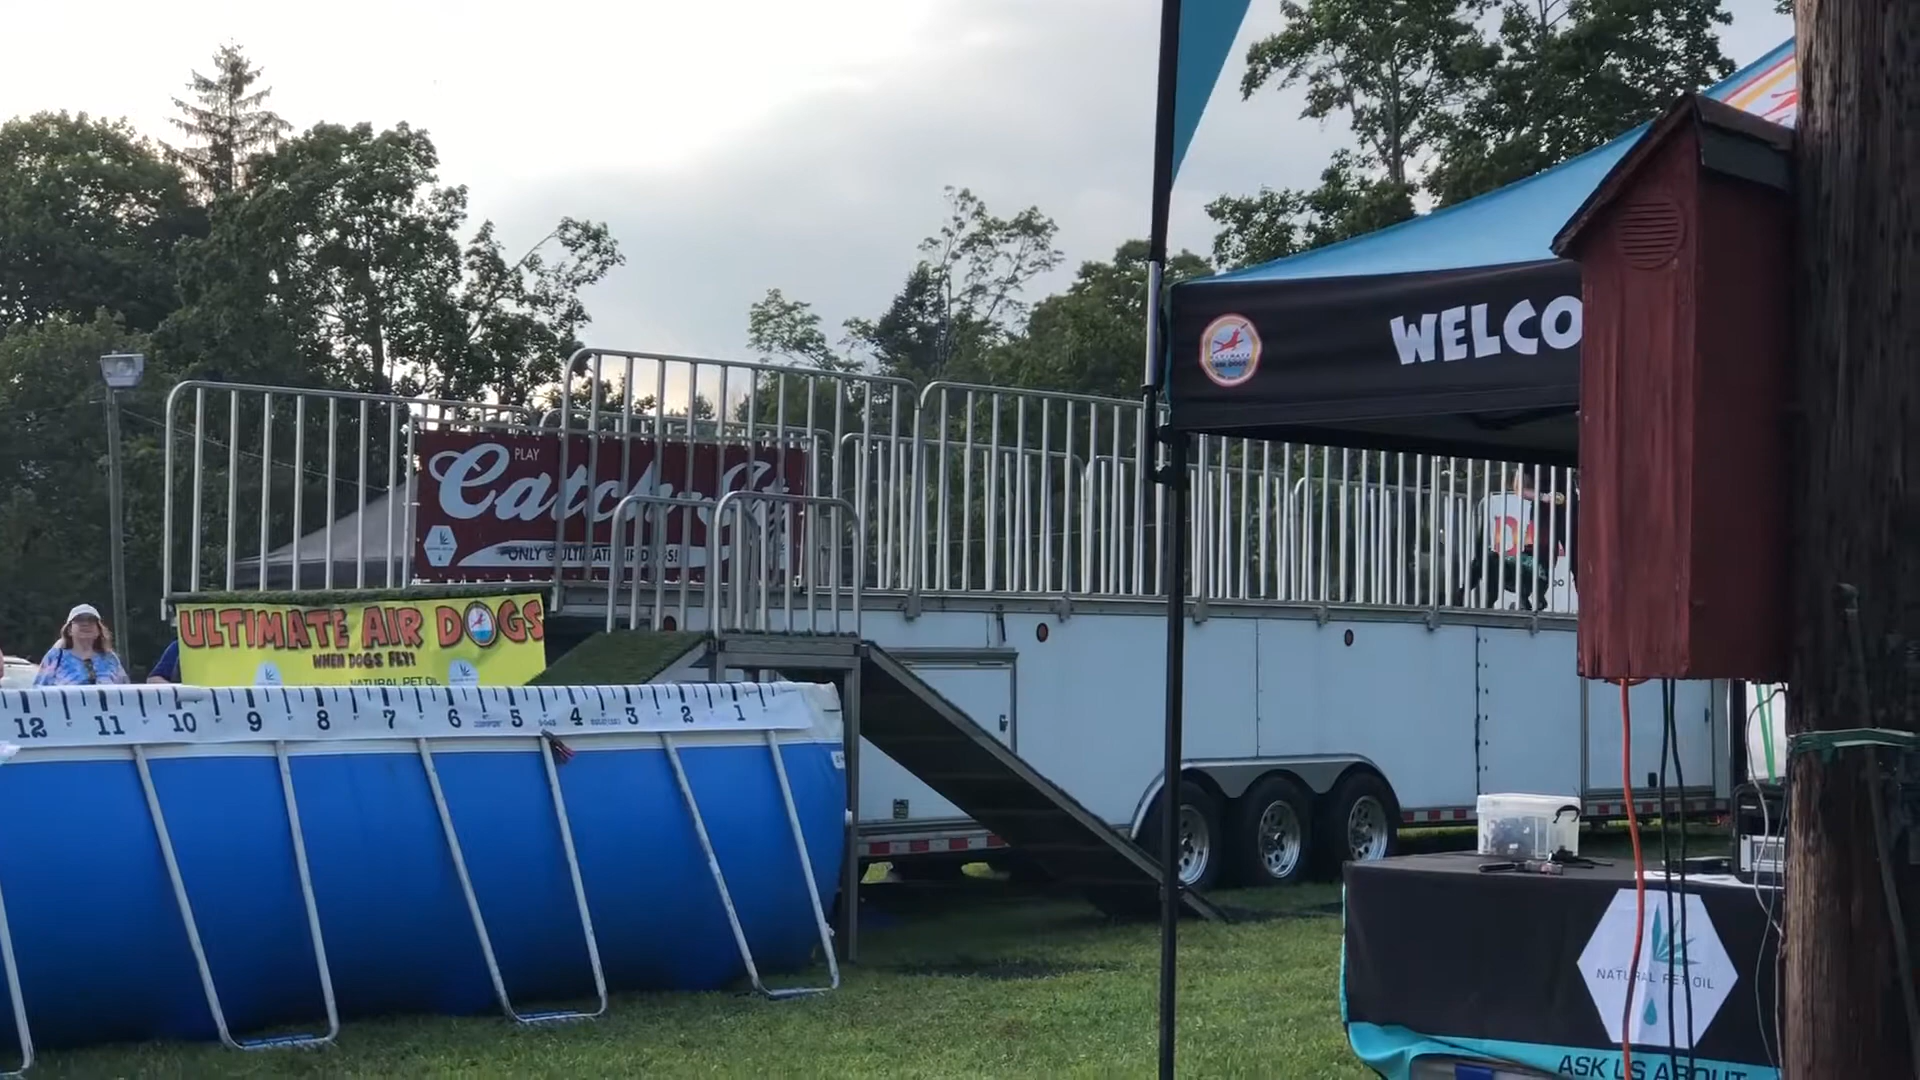 WELCO
PLAY
Catch-
ONLY @ ULTIMATE AIR DOGS!
ULTIMATE AIR DOGS
WHEN DOGS FLY!
NATURAL PET OIL
12 11 10 9 8 7 6 5 4 3 2 1
NATURAL PET OIL
ASK US ABOUT